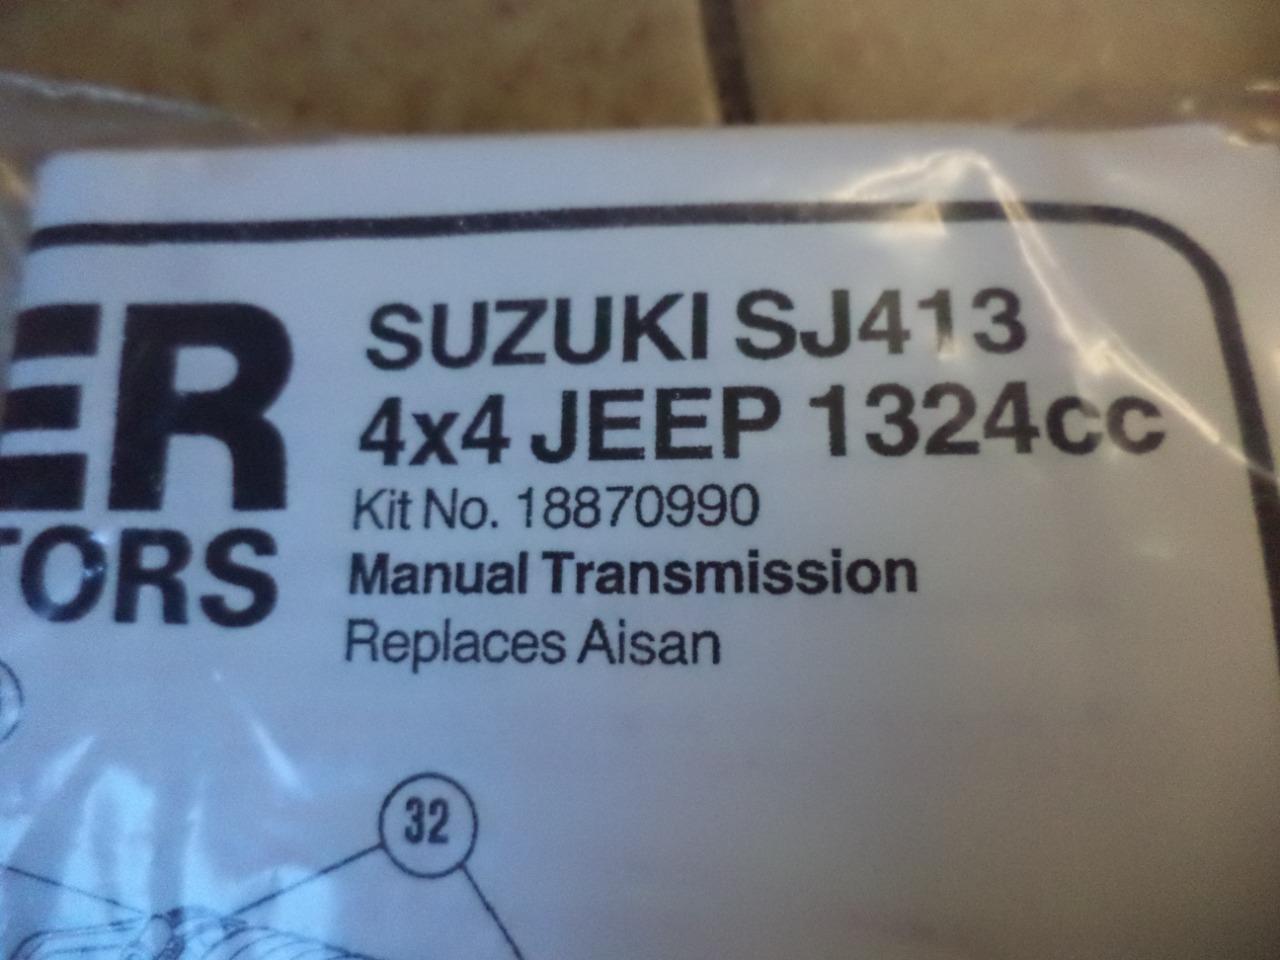 ER
TORS
SUZUKI SJ413
4x4 JEEP 1324cc
Kit No. 18870990
Manual Transmission
Replaces Aisan
32